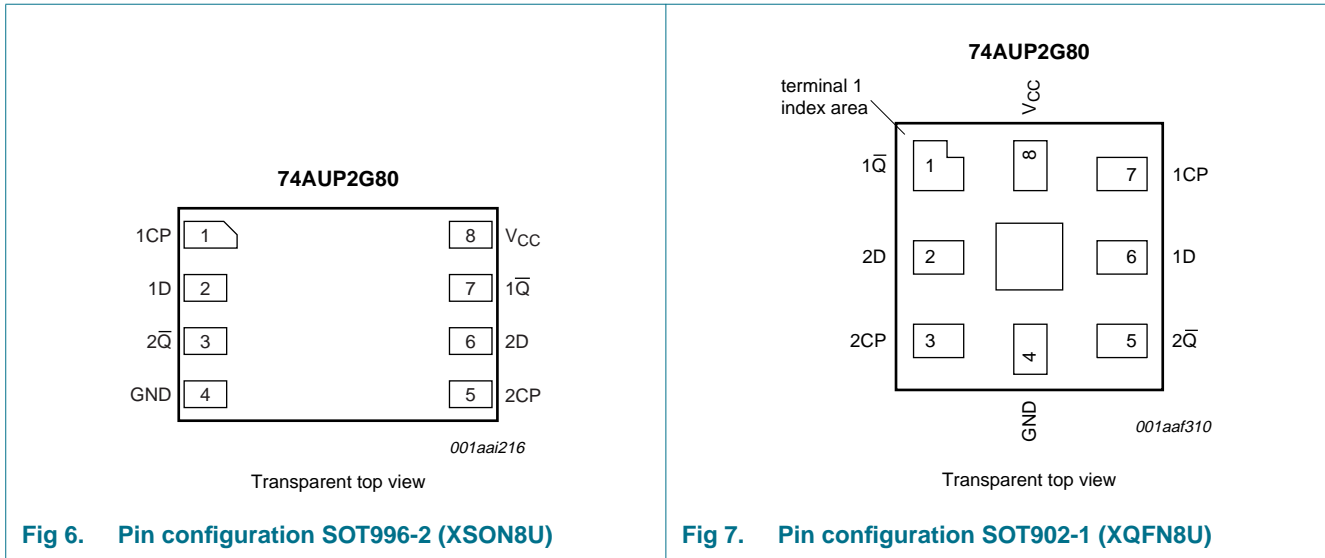 74AUP2G80
1CP 1 8 VCC
1D 2 7 1Q̅
2Q̅ 3 6 2D
GND 4 5 2CP
001aai216
Transparent top view
Fig 6. Pin configuration SOT996-2 (XSON8U)
74AUP2G80
terminal 1
index area
VCC
1Q̅ 1 8 7 1CP
2D 2 6 1D
2CP 3 4 5 2Q̅
GND
001aaf310
Transparent top view
Fig 7. Pin configuration SOT902-1 (XQFN8U)